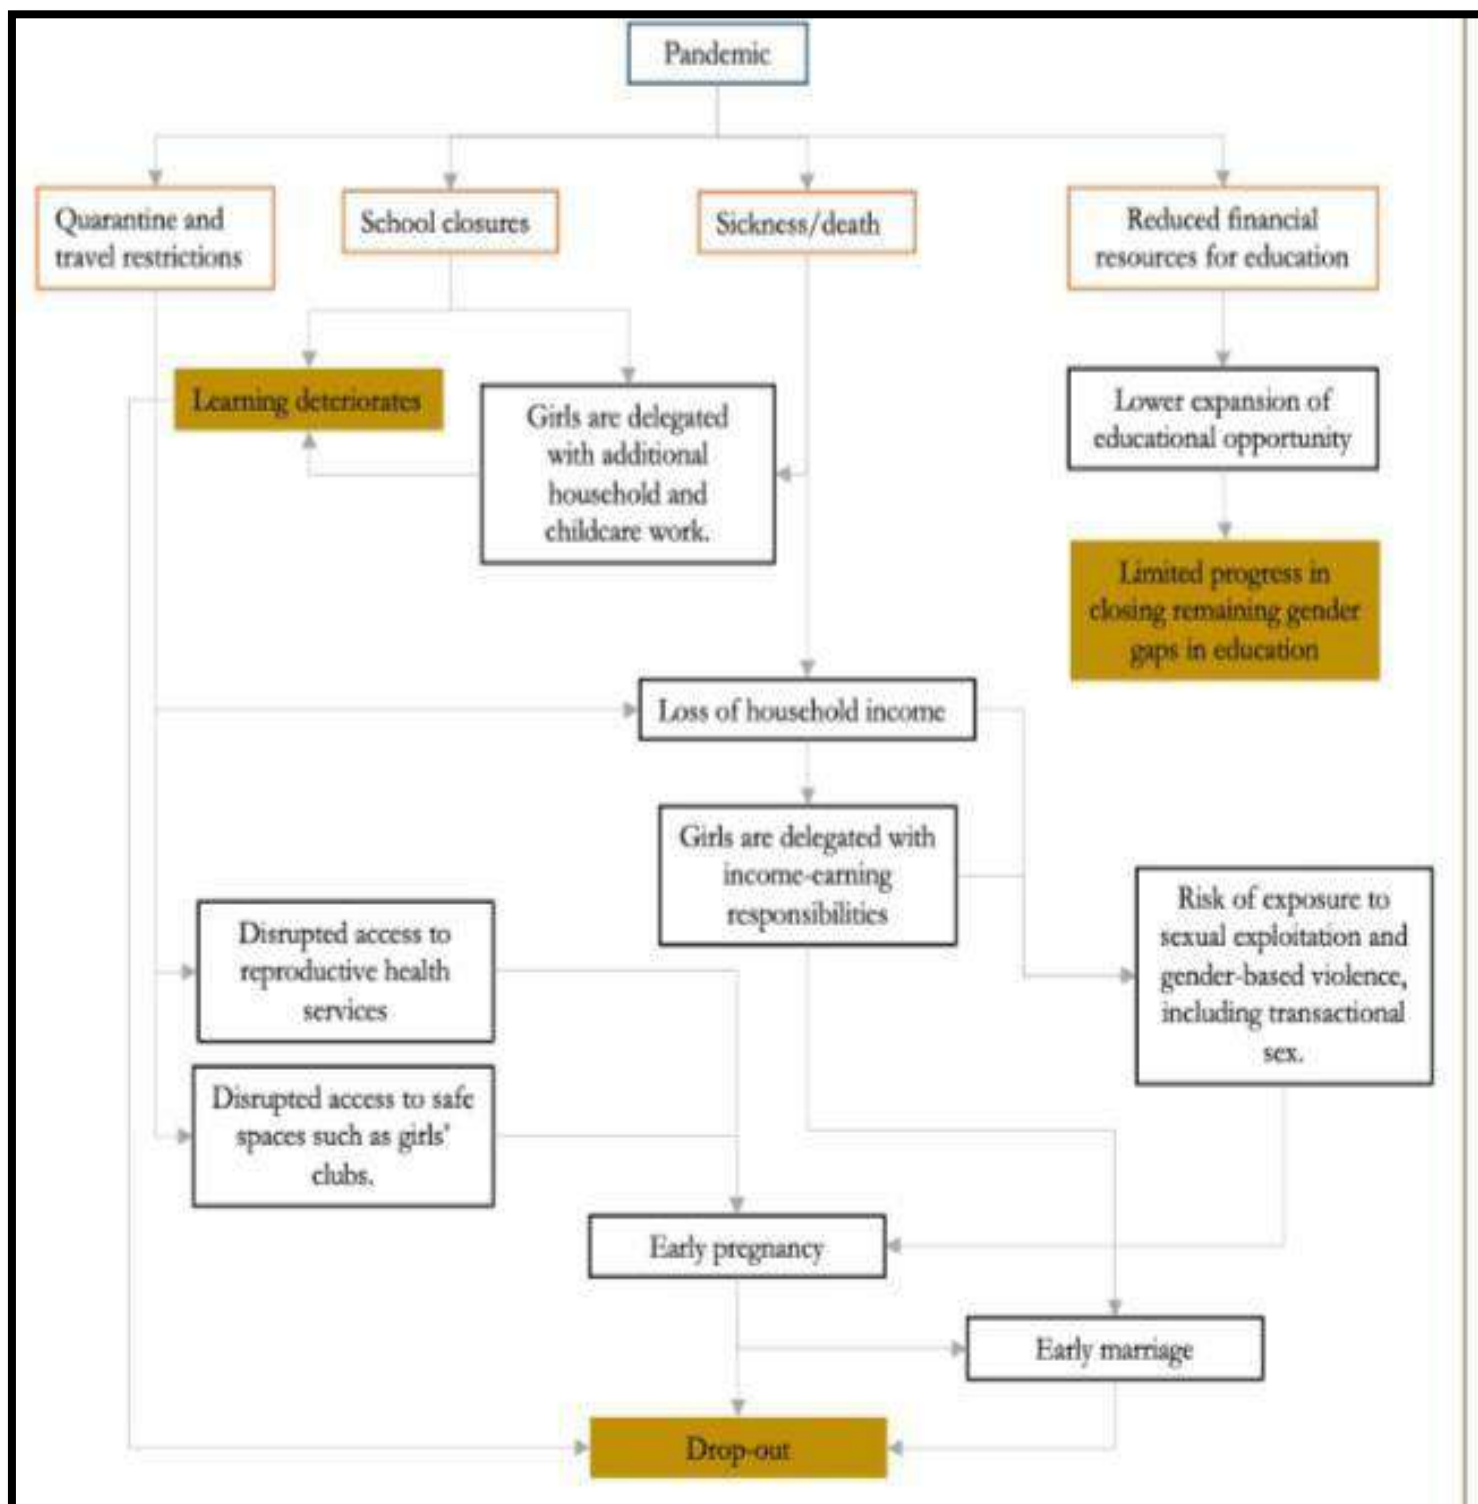 Pandemic
Quarantine and
travel restrictions
School closures
Sickness/death
Reduced financial
resources for education
Learning deteriorates
Girls are delegated
with additional
household and
childcare work.
Lower expansion of
educational opportunity
Limited progress in
closing remaining gender
gaps in education
Loss of household income
Girls are delegated with
income-earning
responsibilities
Risk of exposure to
sexual exploitation and
gender-based violence,
including transactional
sex.
Disrupted access to
reproductive health
services
Disrupted access to safe
spaces such as girls'
clubs.
Early pregnancy
Early marriage
Drop-out